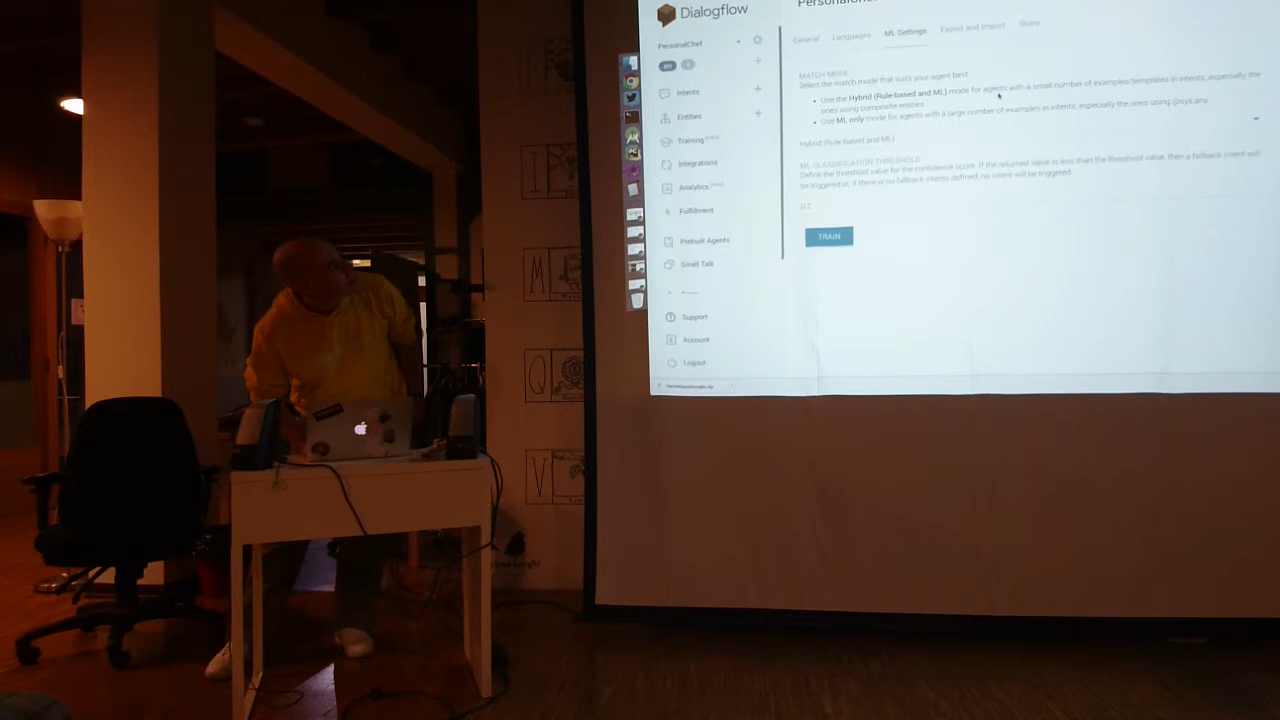 Dialogflow
PersonalChef
en
Intents
Entities
Training
Integrations
Analytics
Fulfillment
Prebuilt Agents
Small Talk
Support
Account
Logout
PersonalChef
General Languages ML Settings Export and Import Share
MATCH MODE
Select the match mode that suits your agent best
Use the Hybrid (Rule-based and ML) mode for agents with a small number of examples/templates in intents, especially the
ones using composite entities
Use ML only mode for agents with a large number of examples in intents, especially the ones using @sys.any
Hybrid (Rule-based and ML)
ML CLASSIFICATION THRESHOLD
Define the threshold value for the confidence score. If the returned value is less than the threshold value, then a fallback intent will
be triggered or, if there is no fallback intents defined, no intent will be triggered.
TRAIN
I
M
Q
V